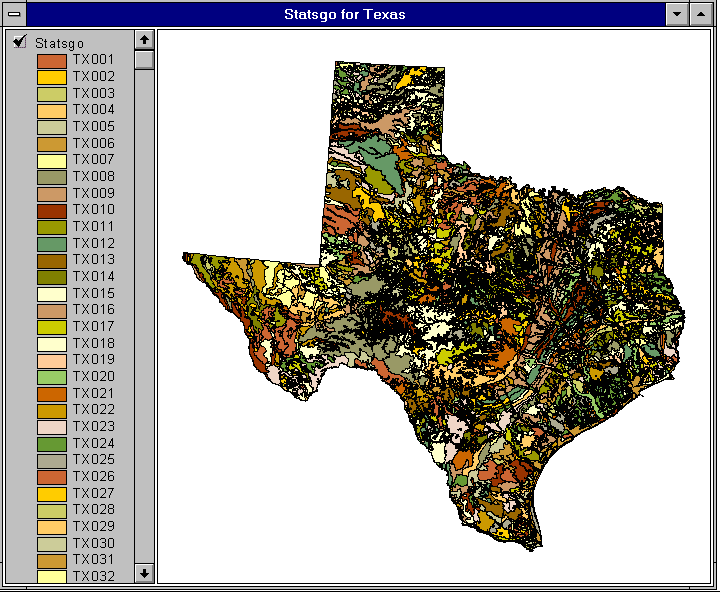 Statsgo for Texas
Statsgo
TX001
TX002
TX003
TX004
TX005
TX006
TX007
TX008
TX009
TX010
TX011
TX012
TX013
TX014
TX015
TX016
TX017
TX018
TX019
TX020
TX021
TX022
TX023
TX024
TX025
TX026
TX027
TX028
TX029
TX030
TX031
TX032